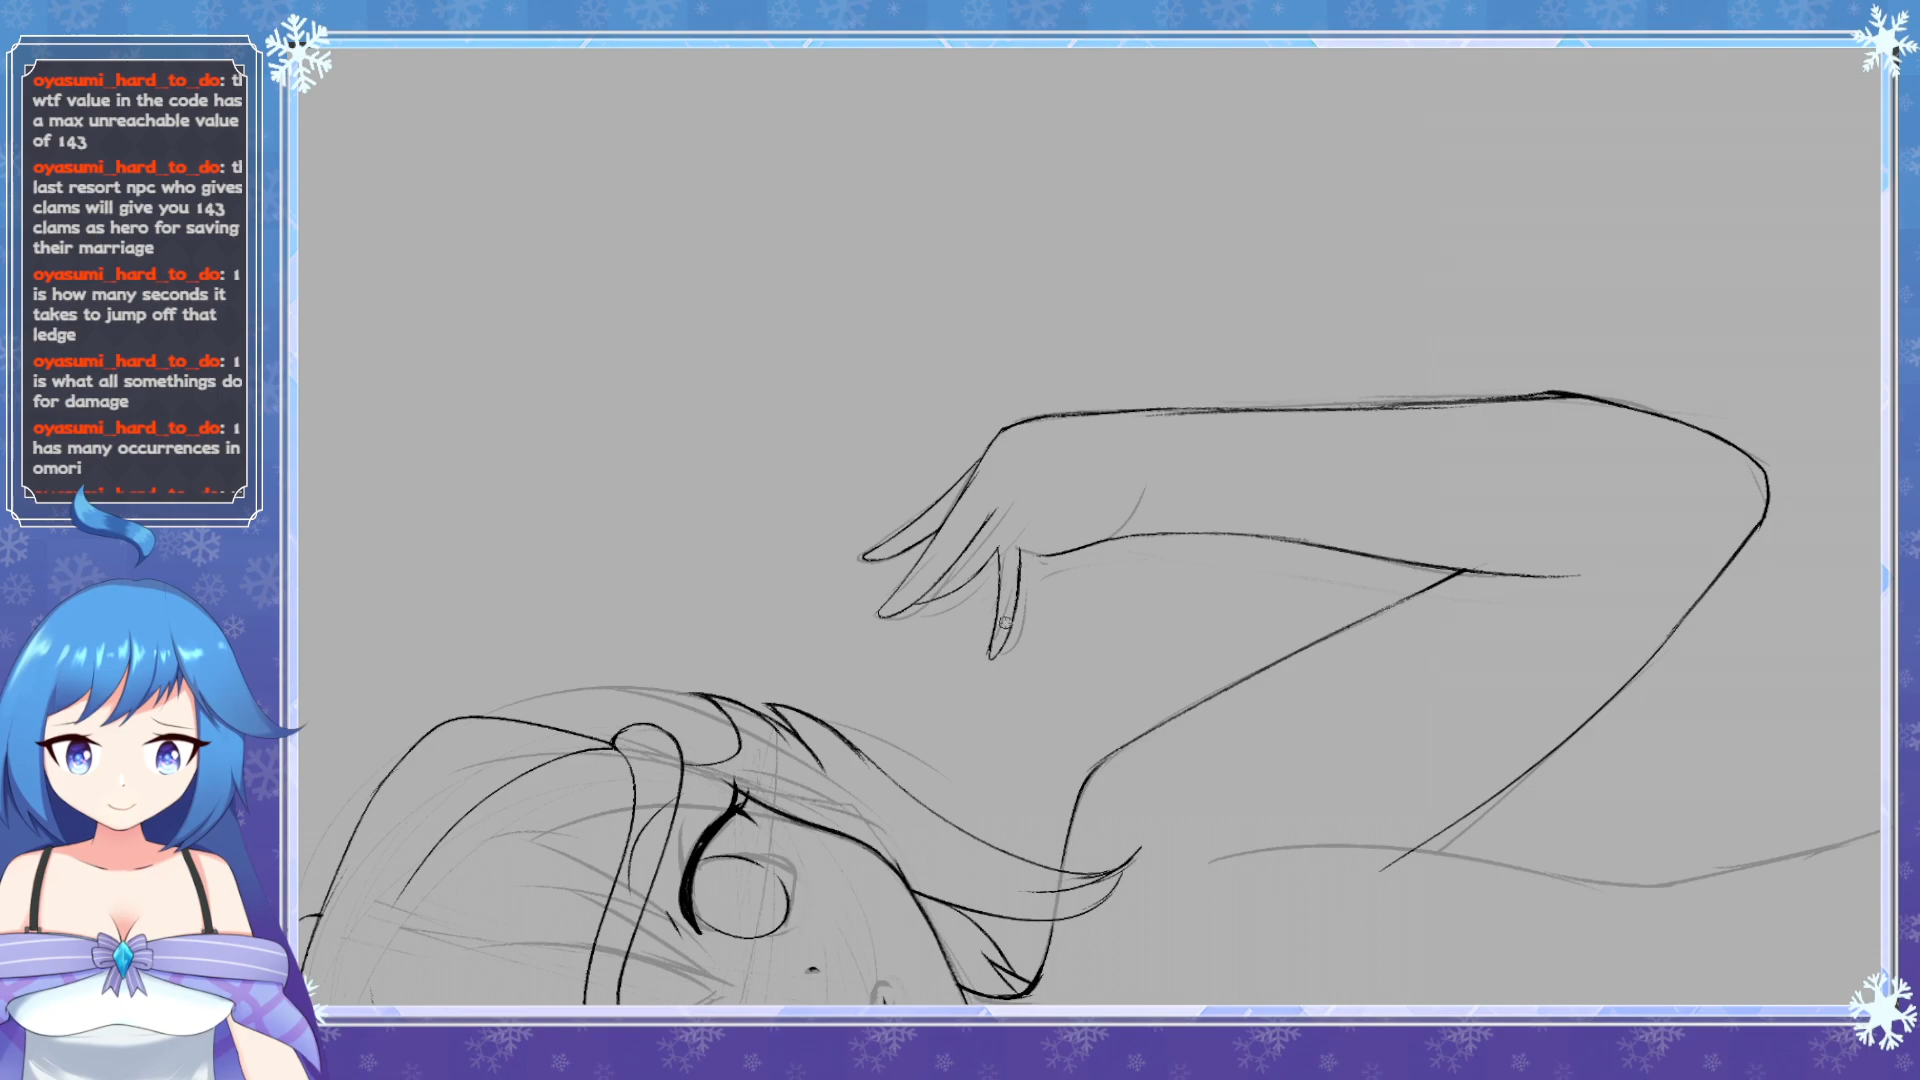 oyasumi_hard_to_do:
wtf value in the code has
a max unreachable value
of 143
oyasumi_hard_to_do:
last resort npc who gives
clams will give you 143
clams as hero for saving
their marriage
oyasumi_hard_to_do: 1
is how many seconds it
takes to jump off that
ledge
oyasumi_hard_to_do: 1
is what all somethings do
for damage
oyasumi_hard_to_do: 1
has many occurrences in
omori